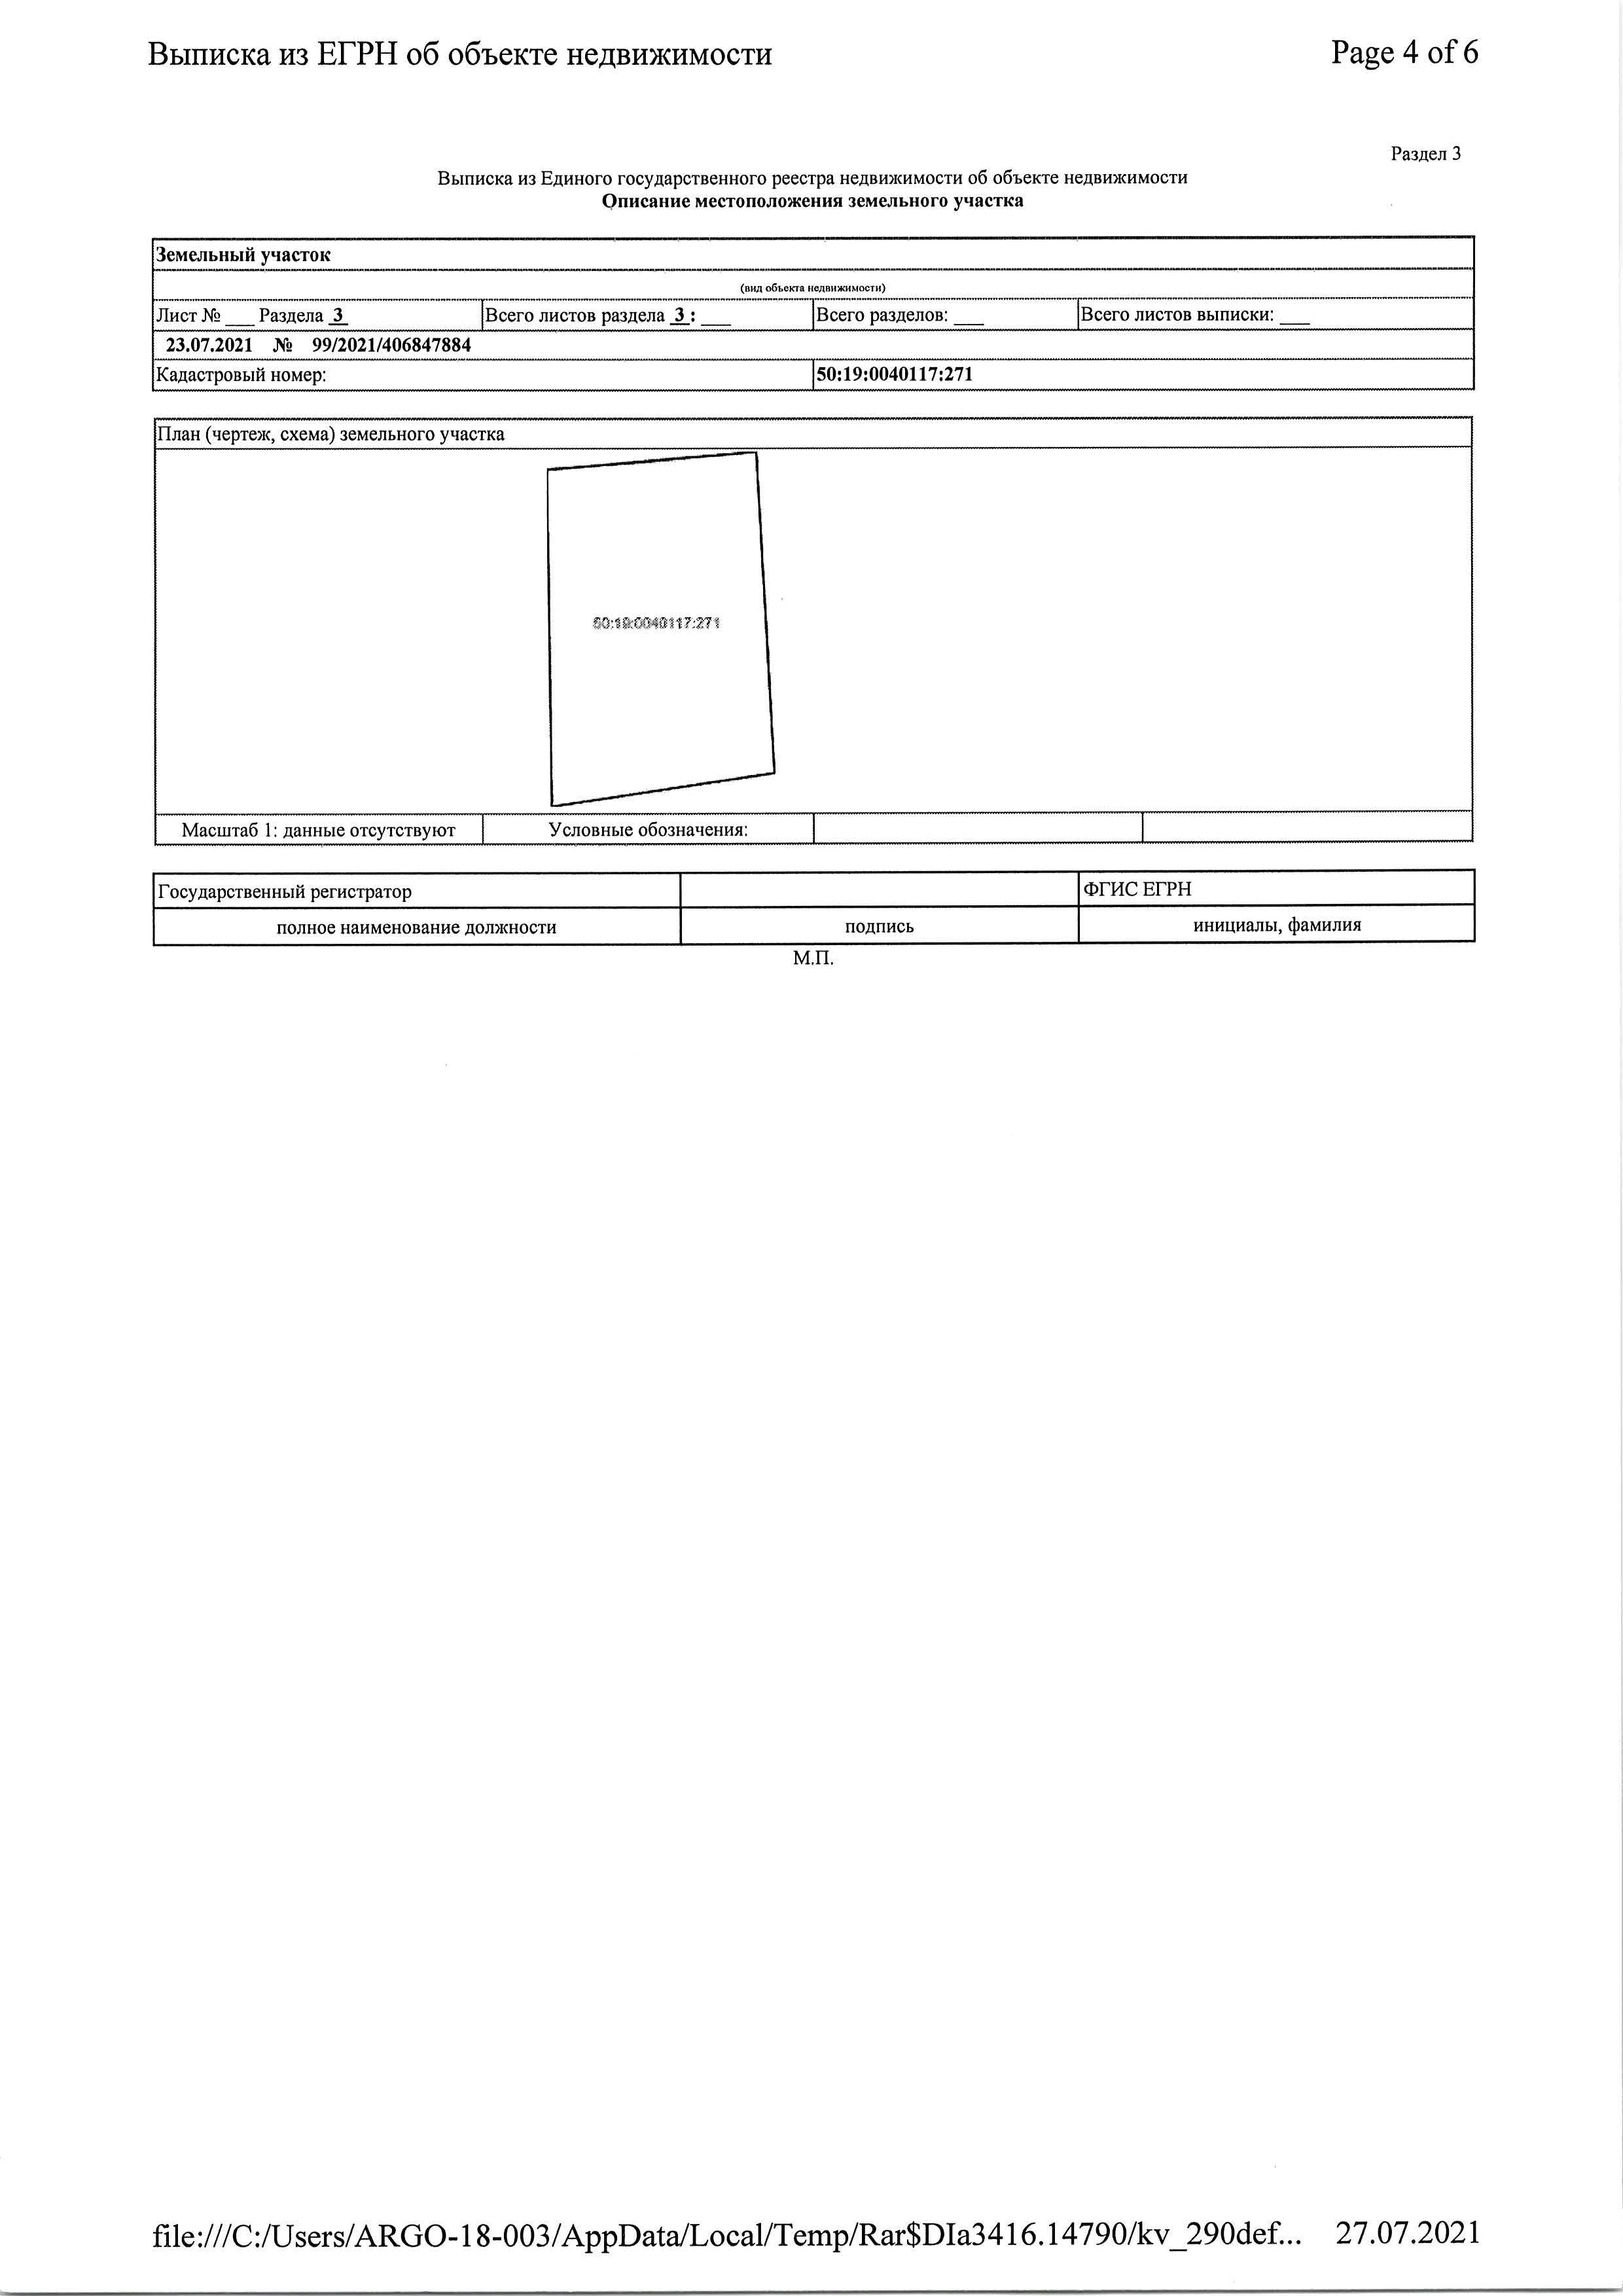 Выписка из ЕГРН об объекте недвижимости Page 4 of 6
Раздел 3
Выписка из Единого государственного реестра недвижимости об объекте недвижимости
Описание местоположения земельного участка
Земельный участок
(вид объекта недвижимости)
Лист № ___ Раздела 3 Всего листов раздела 3 : ___ Всего разделов: ___ Всего листов выписки: ___
23.07.2021 № 99/2021/406847884
Кадастровый номер: 50:19:0040117:271
План (чертеж, схема) земельного участка
50:19:0040117:271
Масштаб 1: данные отсутствуют Условные обозначения:
Государственный регистратор ФГИС ЕГРН
полное наименование должности подпись инициалы, фамилия
М.П.
file:///C:/Users/ARGO-18-003/AppData/Local/Temp/Rar$DIa3416.14790/kv_290def... 27.07.2021